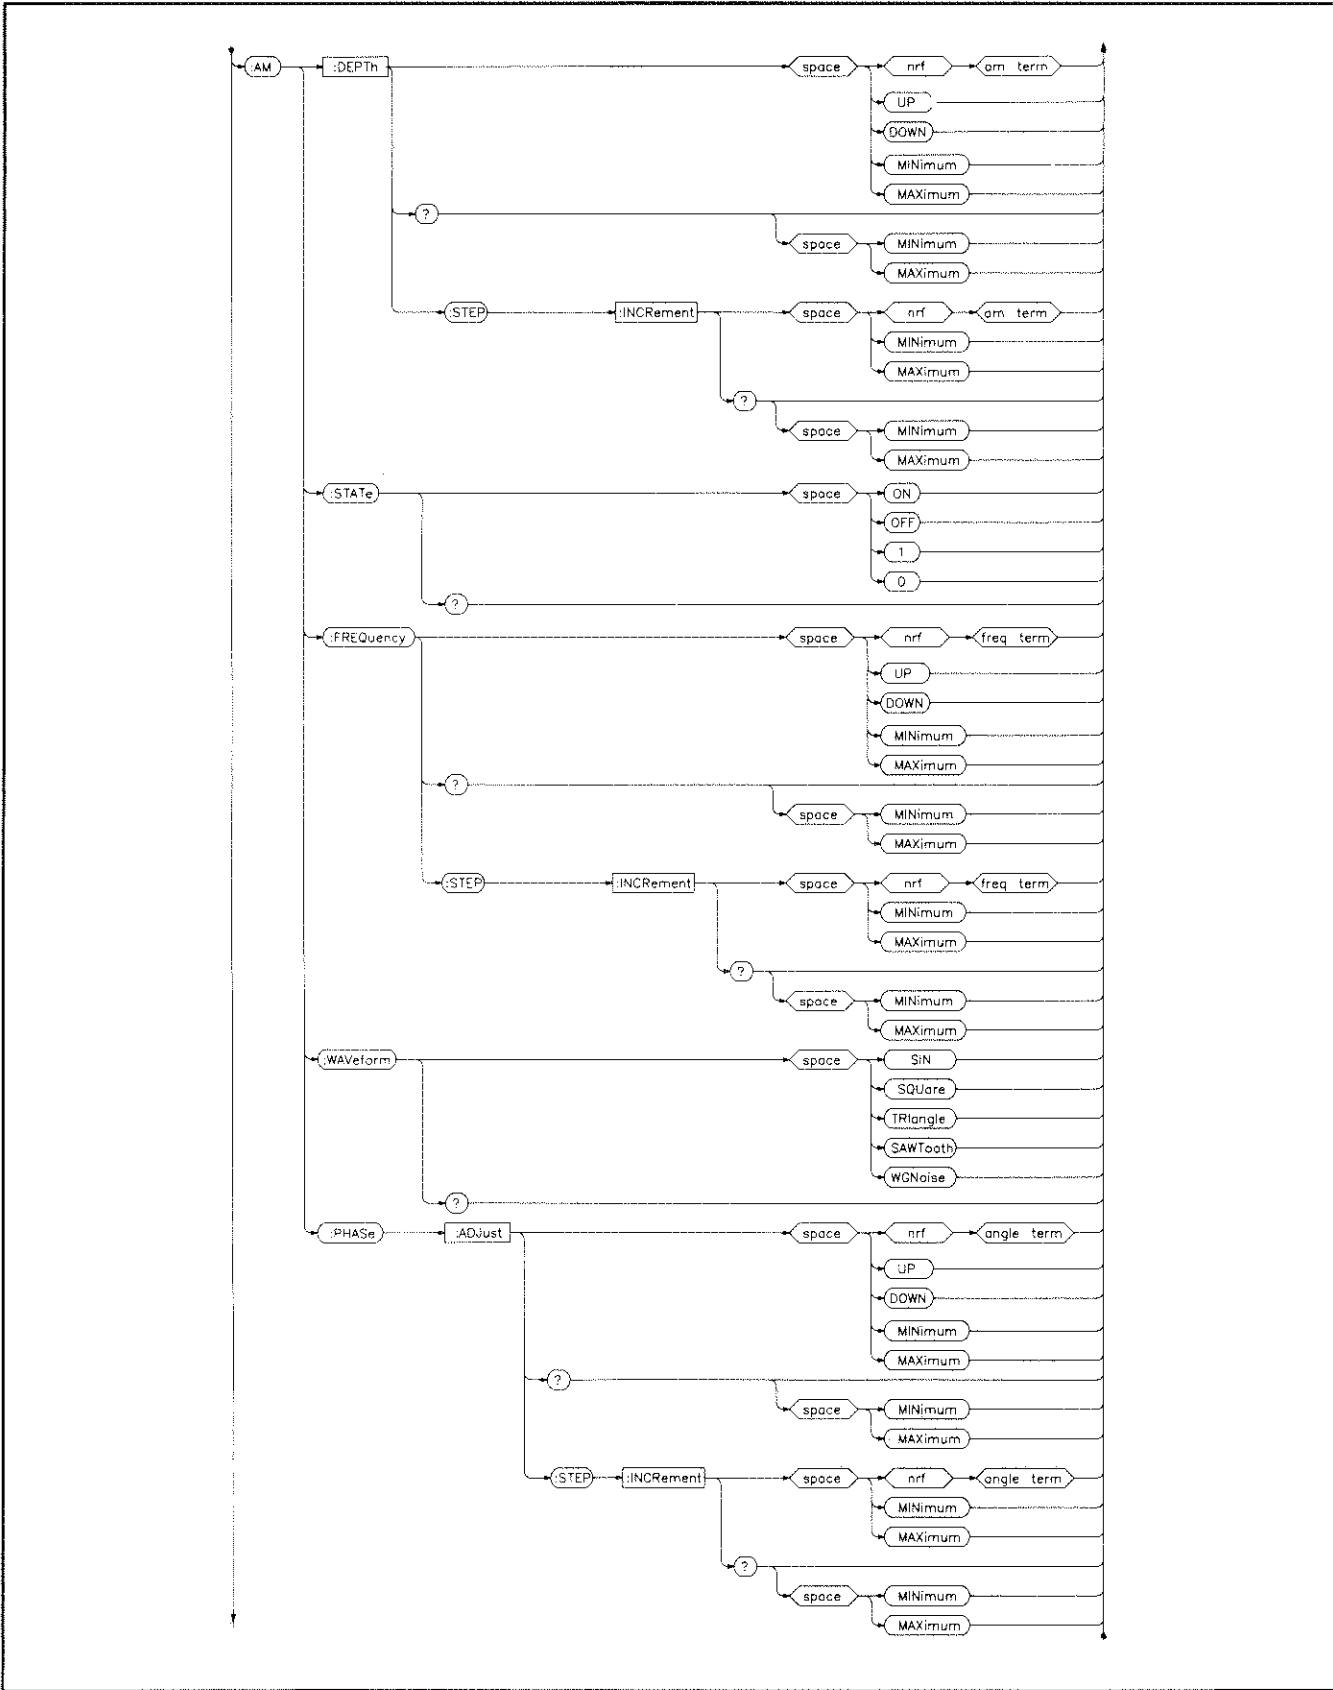 :AM :DEPTh space nrf am term
UP
DOWN
MINimum
MAXimum
?
space MINimum
MAXimum
:STEP :INCRement space nrf am term
MINimum
MAXimum
?
space MINimum
MAXimum
:STATe space ON
OFF
1
0
?
:FREQuency space nrf freq term
UP
DOWN
MINimum
MAXimum
?
space MINimum
MAXimum
:STEP :INCRement space nrf freq term
MINimum
MAXimum
?
space MINimum
MAXimum
:WAVeform space SIN
SQUare
TRIangle
SAWTooth
WGNoise
?
:PHASe :ADJust space nrf angle term
UP
DOWN
MINimum
MAXimum
?
space MINimum
MAXimum
:STEP :INCRement space nrf angle term
MINimum
MAXimum
?
space MINimum
MAXimum